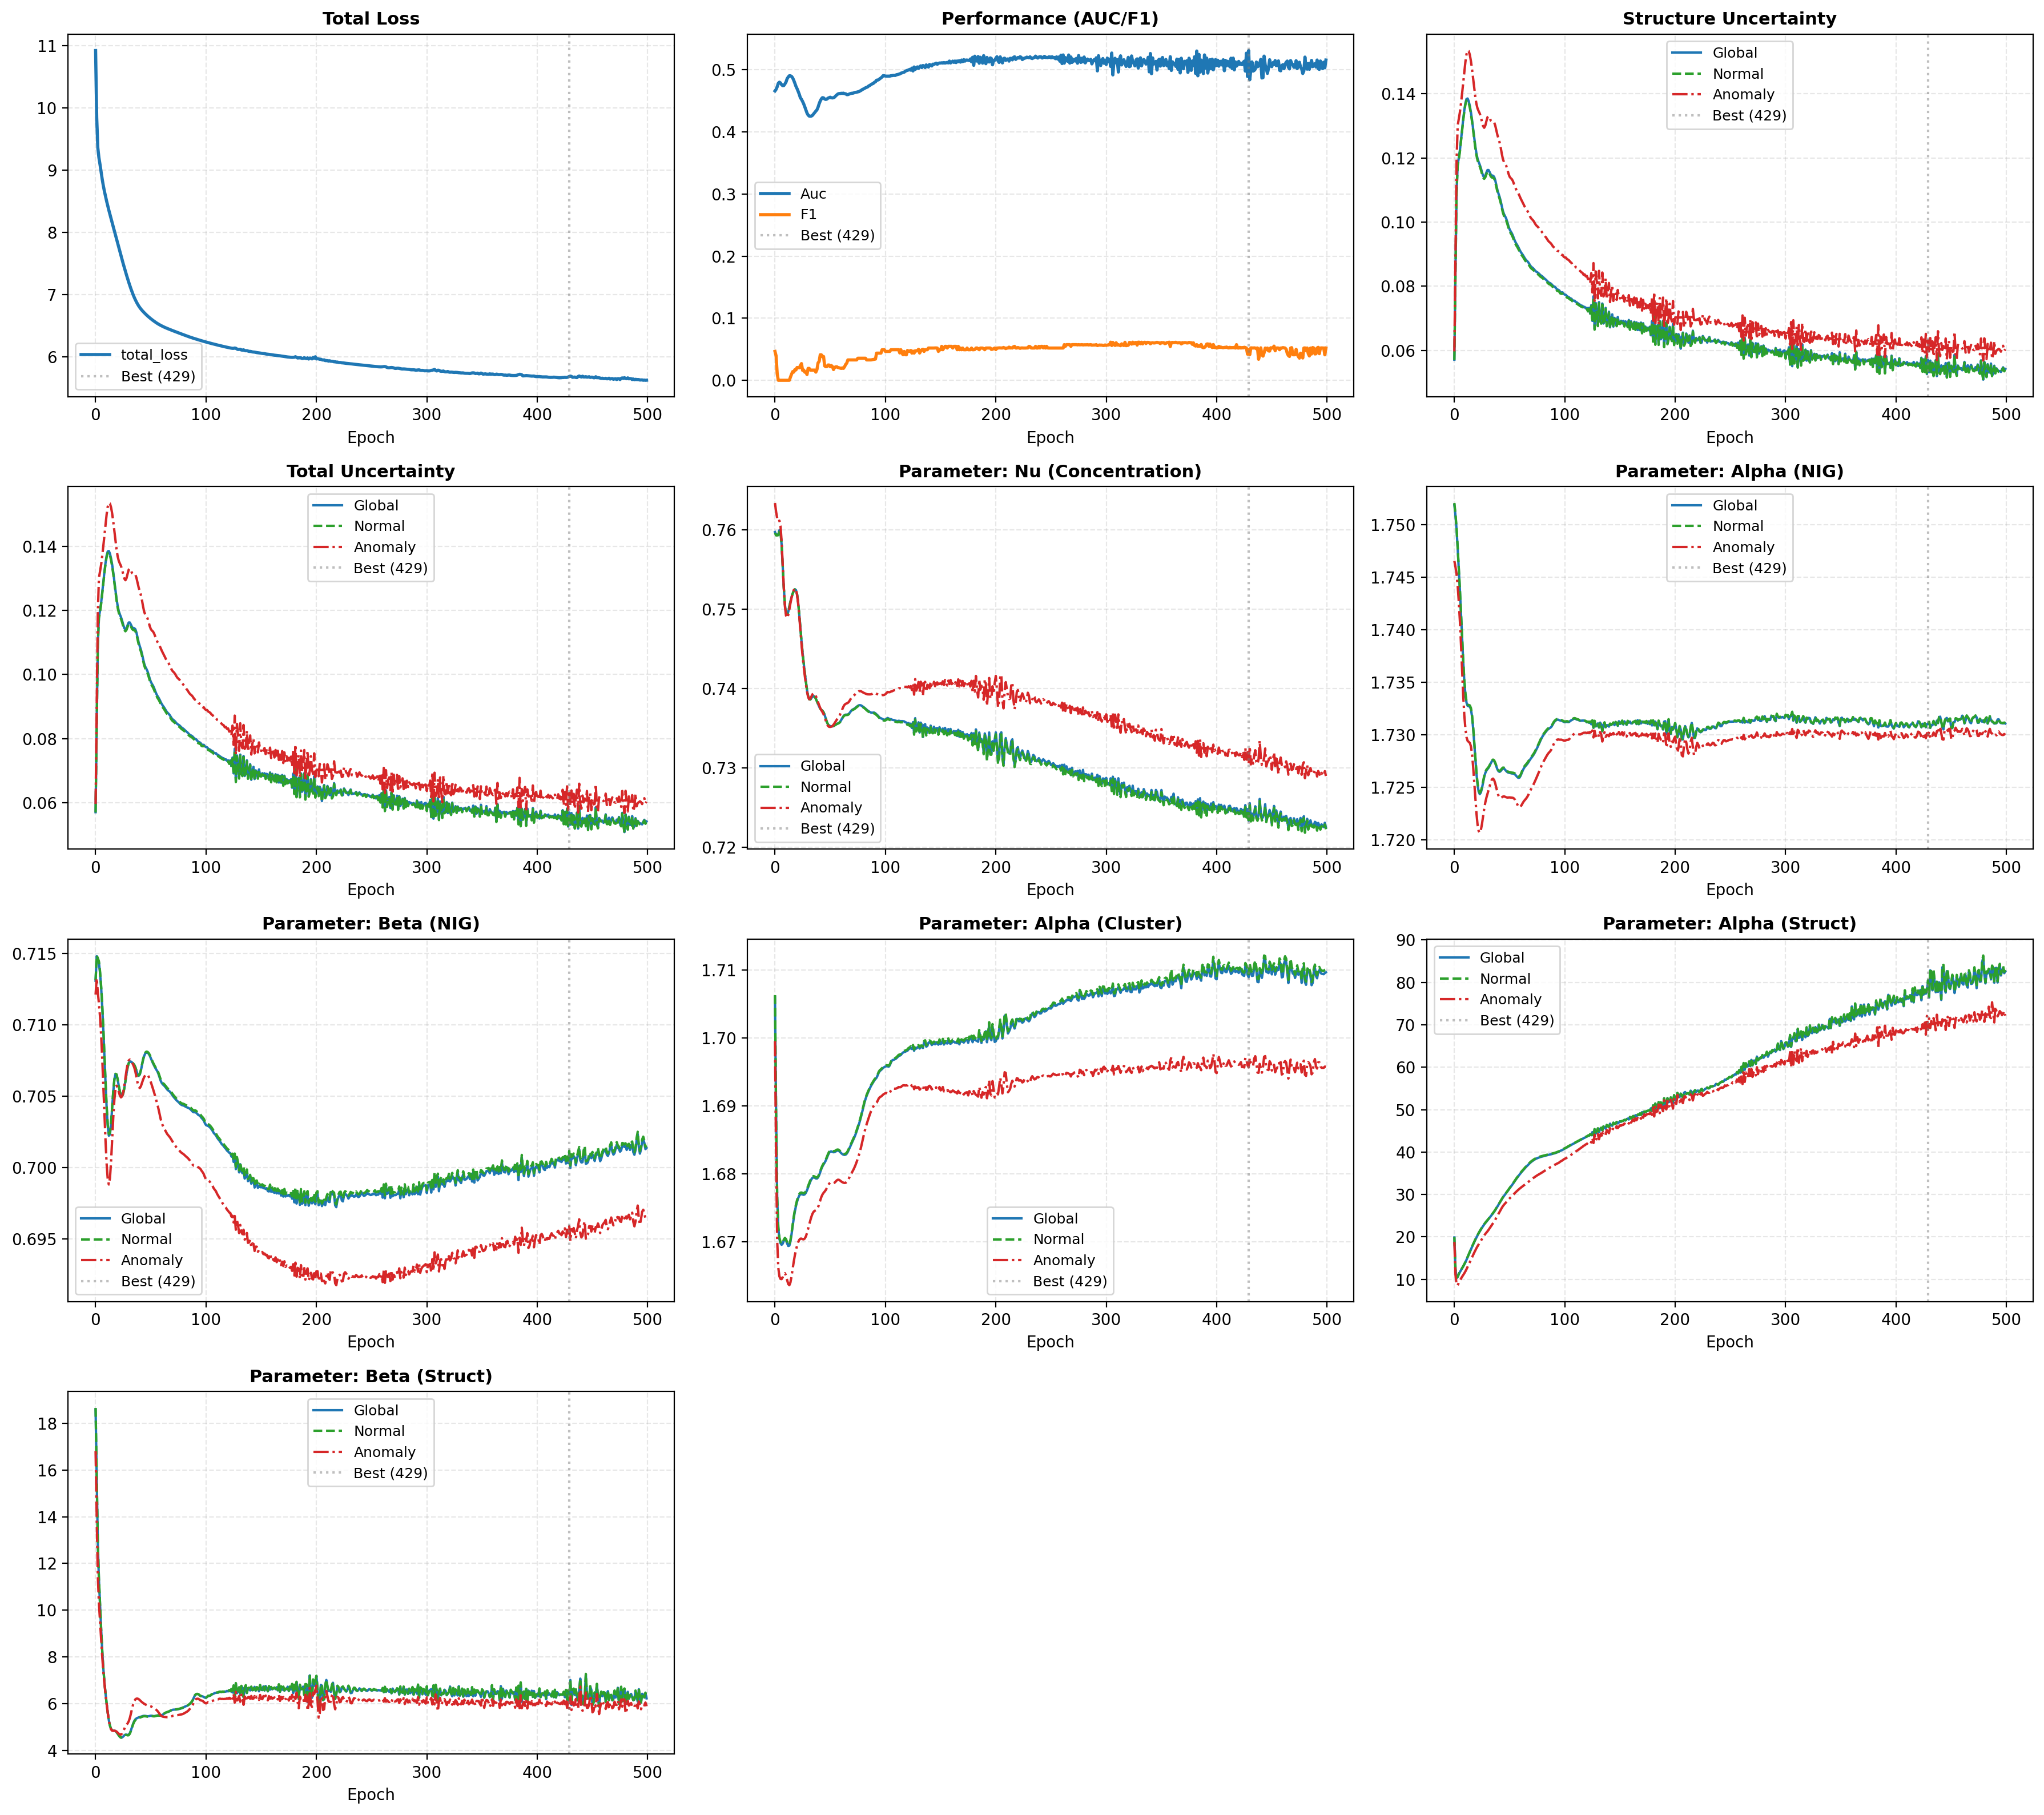 Total Loss
11
10
9
8
7
6
total_loss
Best (429)
0 100 200 300 400 500
Epoch
Performance (AUC/F1)
0.5
0.4
0.3
0.2
0.1
0.0
Auc
F1
Best (429)
0 100 200 300 400 500
Epoch
Structure Uncertainty
0.14
0.12
0.10
0.08
0.06
Global
Normal
Anomaly
Best (429)
0 100 200 300 400 500
Epoch
Total Uncertainty
0.14
0.12
0.10
0.08
0.06
Global
Normal
Anomaly
Best (429)
0 100 200 300 400 500
Epoch
Parameter: Nu (Concentration)
0.76
0.75
0.74
0.73
0.72
Global
Normal
Anomaly
Best (429)
0 100 200 300 400 500
Epoch
Parameter: Alpha (NIG)
1.750
1.745
1.740
1.735
1.730
1.725
1.720
Global
Normal
Anomaly
Best (429)
0 100 200 300 400 500
Epoch
Parameter: Beta (NIG)
0.715
0.710
0.705
0.700
0.695
Global
Normal
Anomaly
Best (429)
0 100 200 300 400 500
Epoch
Parameter: Alpha (Cluster)
1.71
1.70
1.69
1.68
1.67
Global
Normal
Anomaly
Best (429)
0 100 200 300 400 500
Epoch
Parameter: Alpha (Struct)
90
80
70
60
50
40
30
20
10
Global
Normal
Anomaly
Best (429)
0 100 200 300 400 500
Epoch
Parameter: Beta (Struct)
18
16
14
12
10
8
6
4
Global
Normal
Anomaly
Best (429)
0 100 200 300 400 500
Epoch